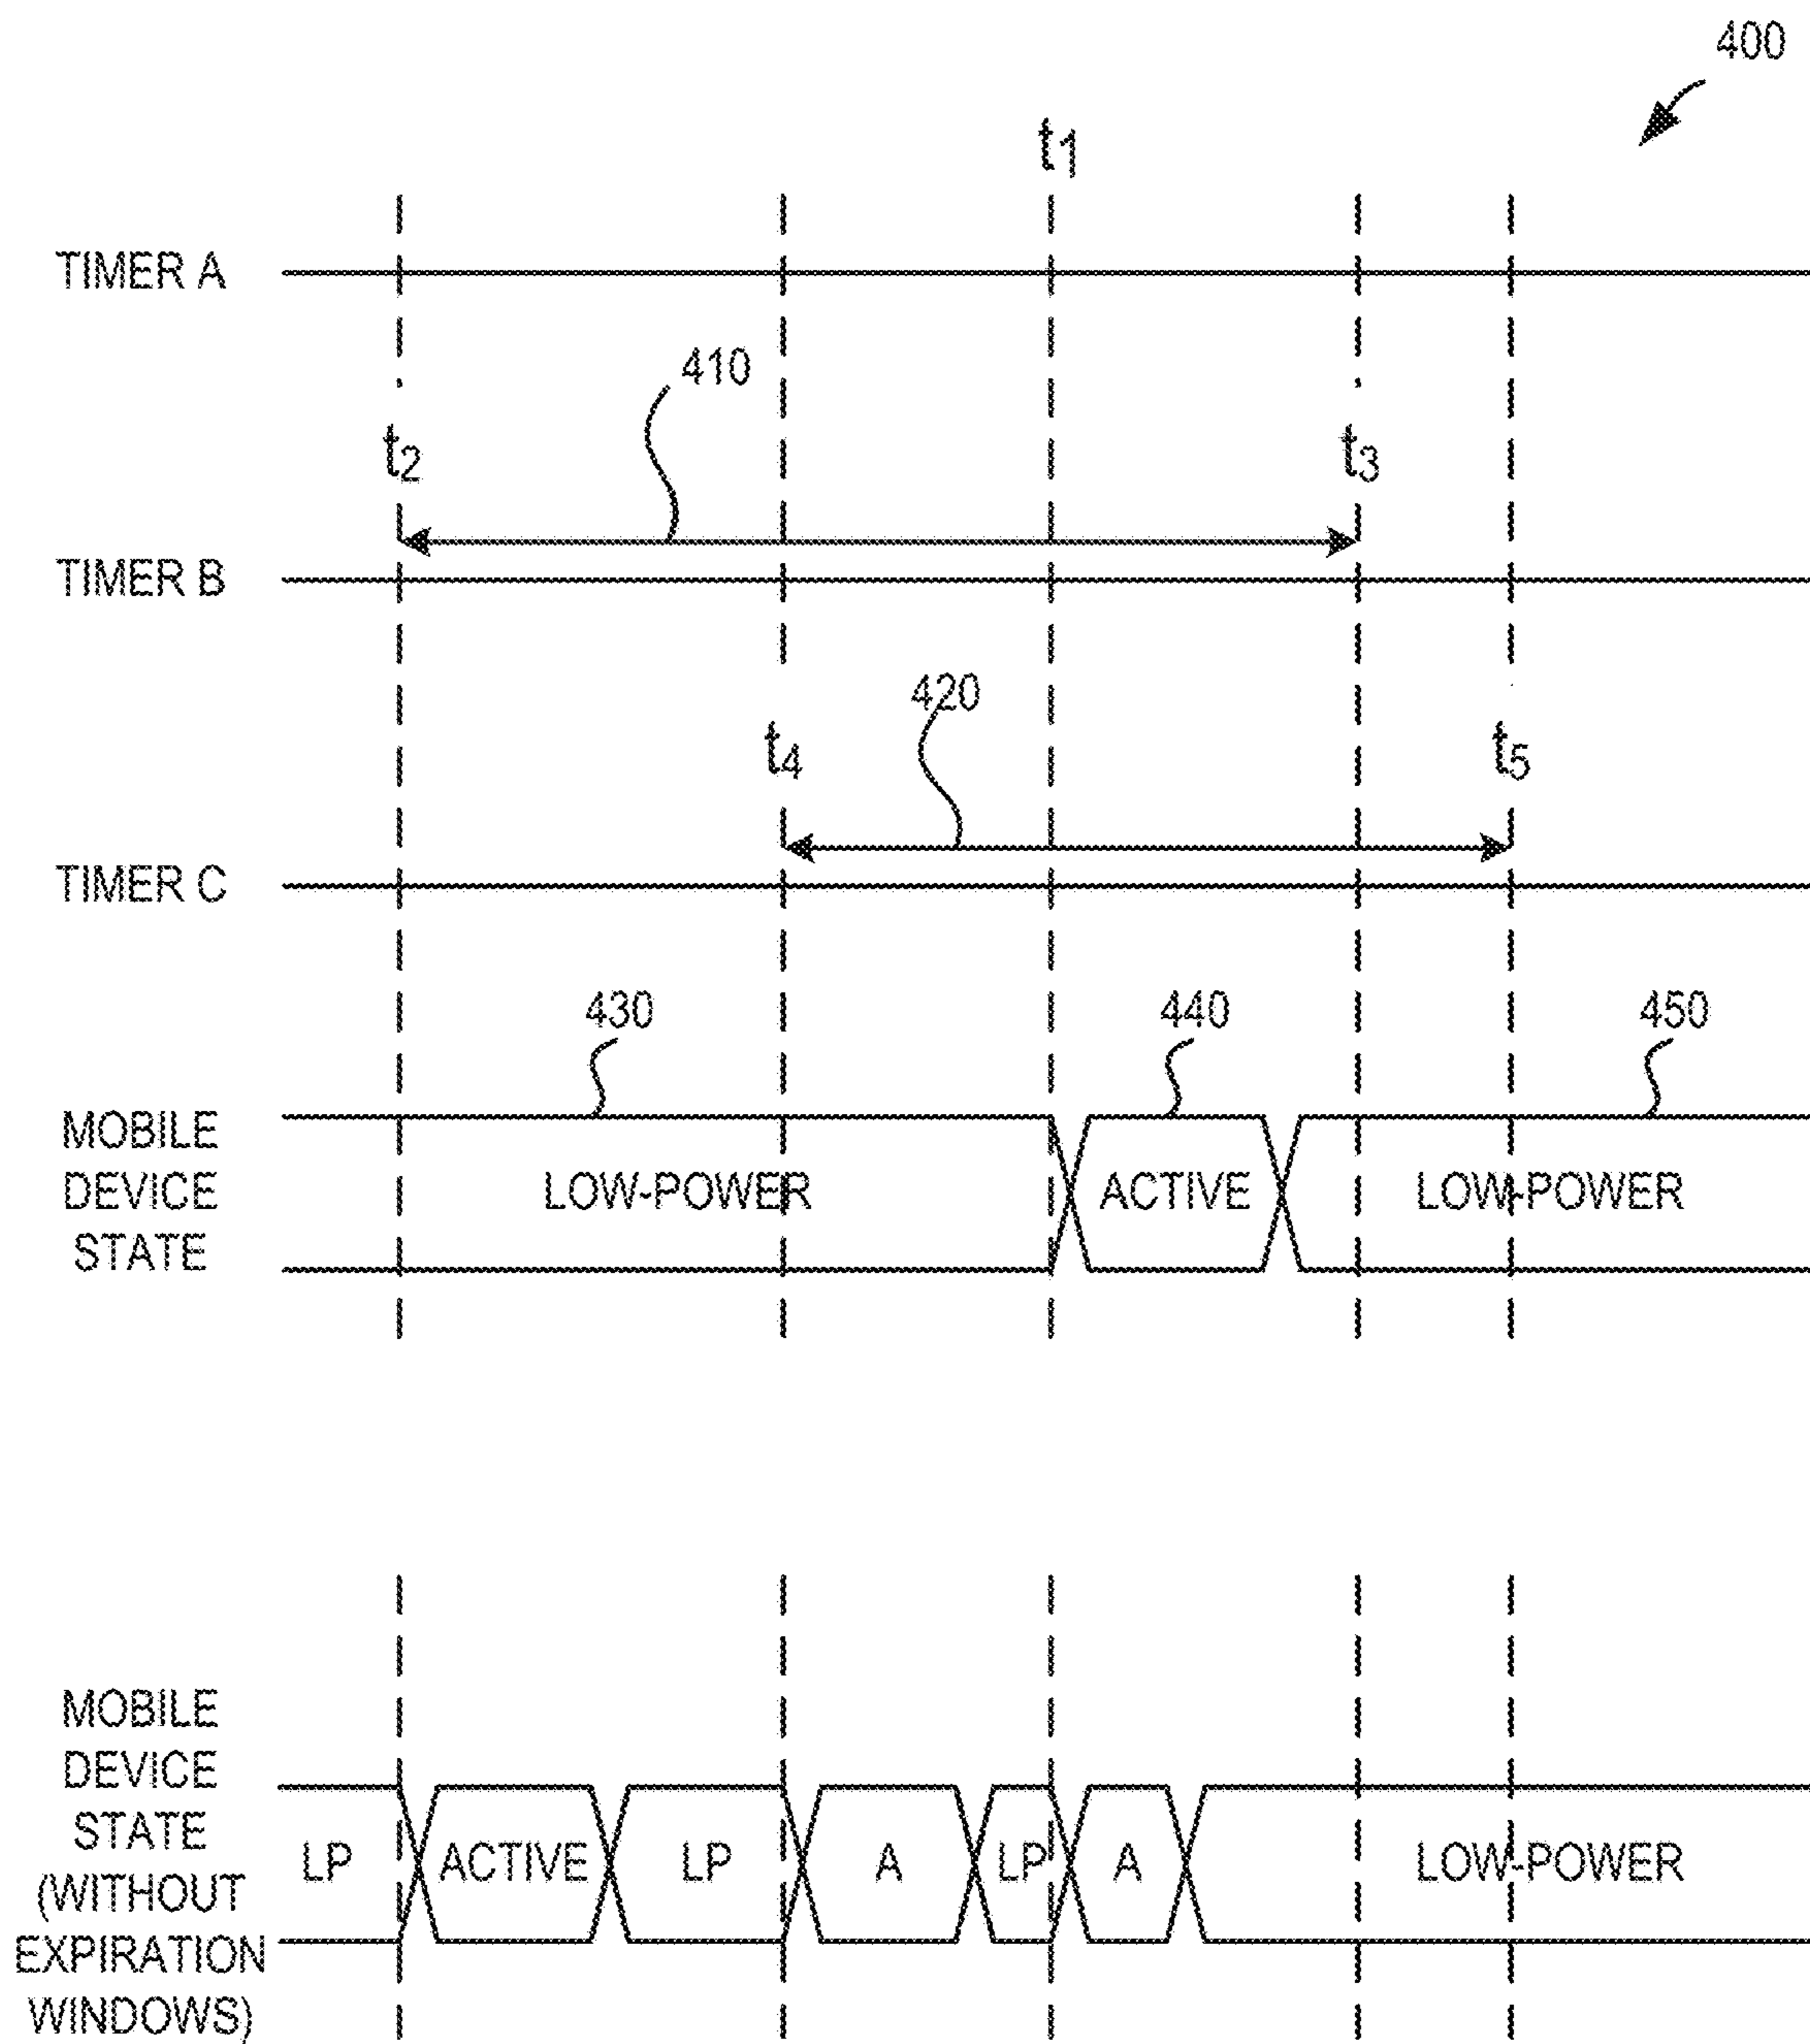 400
t1
TIMER A
410
t2
t3
TIMER B
420
t4
t5
TIMER C
430
440
450
MOBILE
DEVICE
STATE
LOW-POWER
ACTIVE
LOW-POWER
MOBILE
DEVICE
STATE
(WITHOUT
EXPIRATION
WINDOWS)
LP
ACTIVE
LP
A
LP
A
LOW-POWER